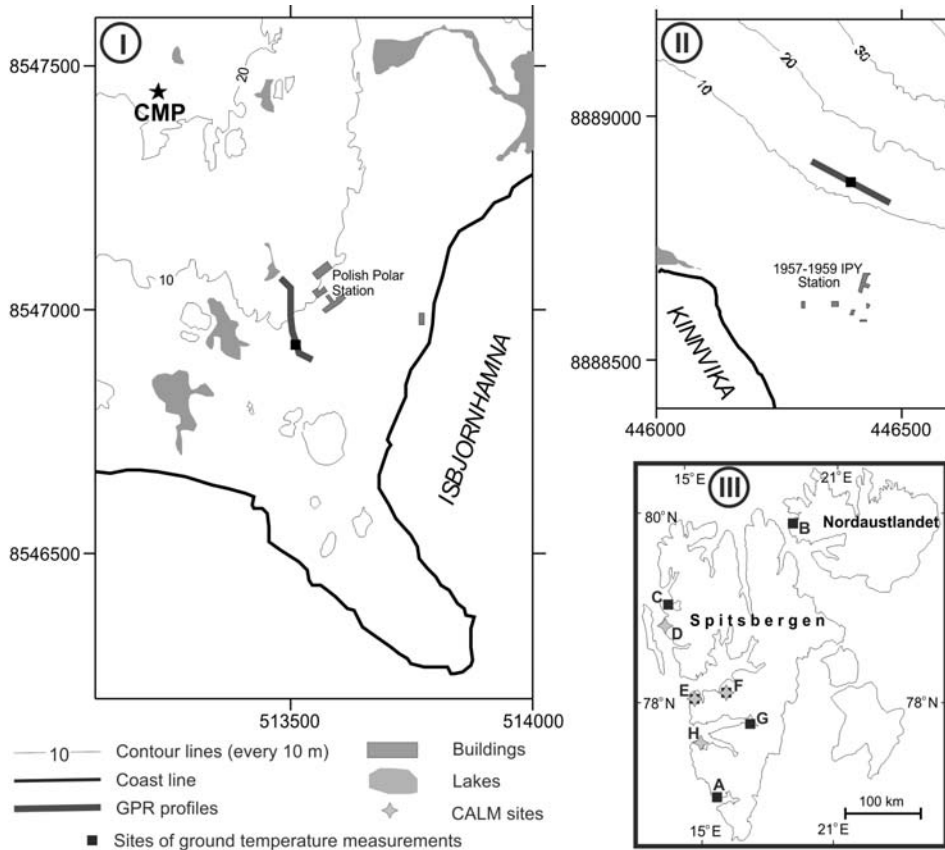 I
8547500
20
CMP
10
Polish Polar
Station
8547000
ISBJORNHAMNA
8546500
513500
514000
II
30
20
10
8889000
1957-1959 IPY
Station
8888500
KINNVIKA
446000
446500
III
15°E
21°E
80°N
B
Nordaustlandet
C
Spitsbergen
D
E
F
78°N
78°N
G
H
A
100 km
15°E
21°E
10 Contour lines (every 10 m)
Coast line
GPR profiles
Buildings
Lakes
CALM sites
Sites of ground temperature measurements